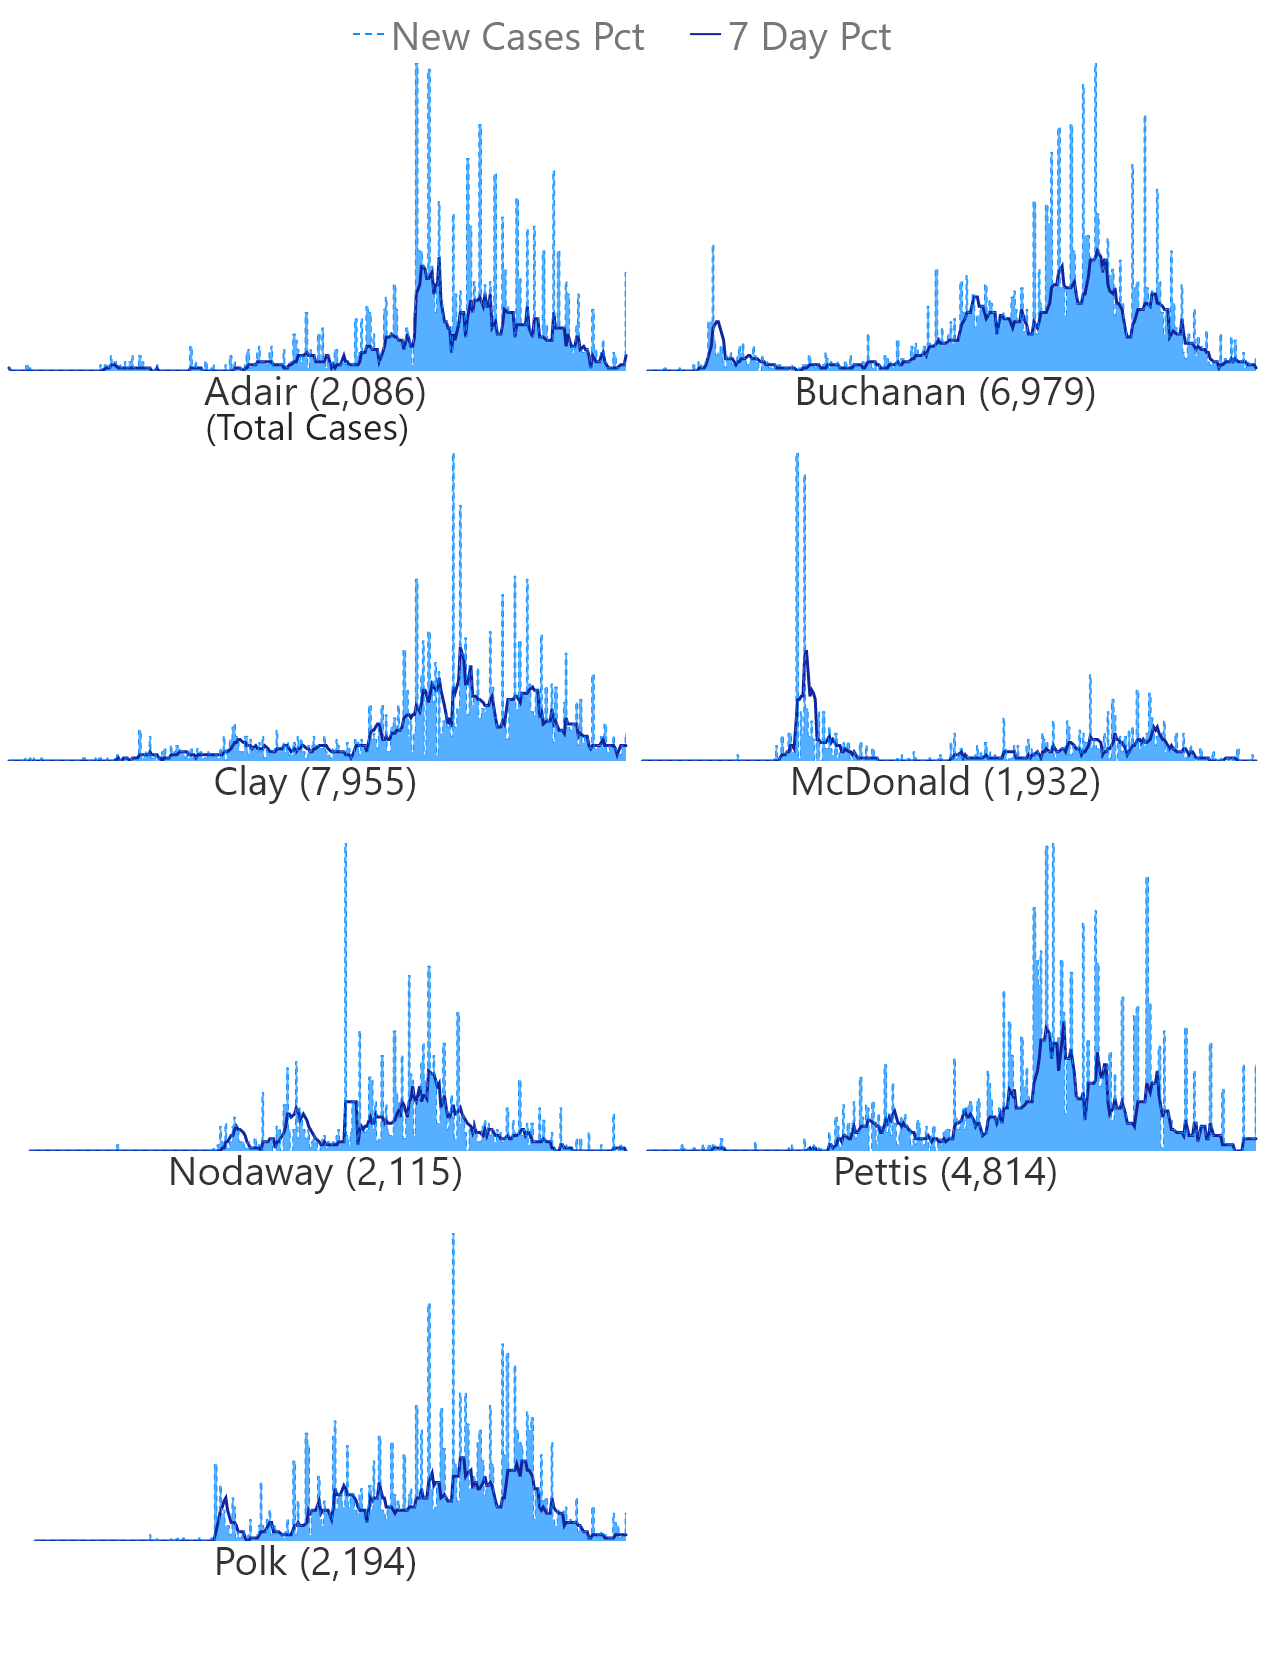 New Cases Pct 7 Day Pct
Adair (2,086)
(Total Cases)
Buchanan (6,979)
Clay (7,955)
McDonald (1,932)
Nodaway (2,115)
Pettis (4,814)
Polk (2,194)